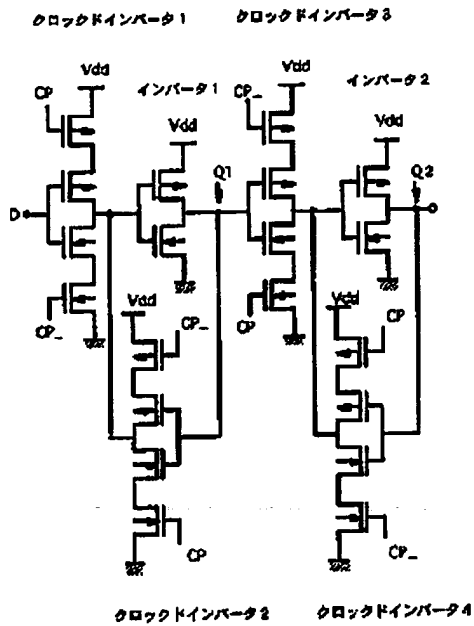 クロックドインバータ1
クロックドインバータ3
Vdd
CP
インバータ1
Vdd
CP_
インバータ2
Vdd
Vdd
Q1
Q2
D
CP_
Vdd
CP_
CP
Vdd
CP
CP
CP_
クロックドインバータ2
クロックドインバータ4